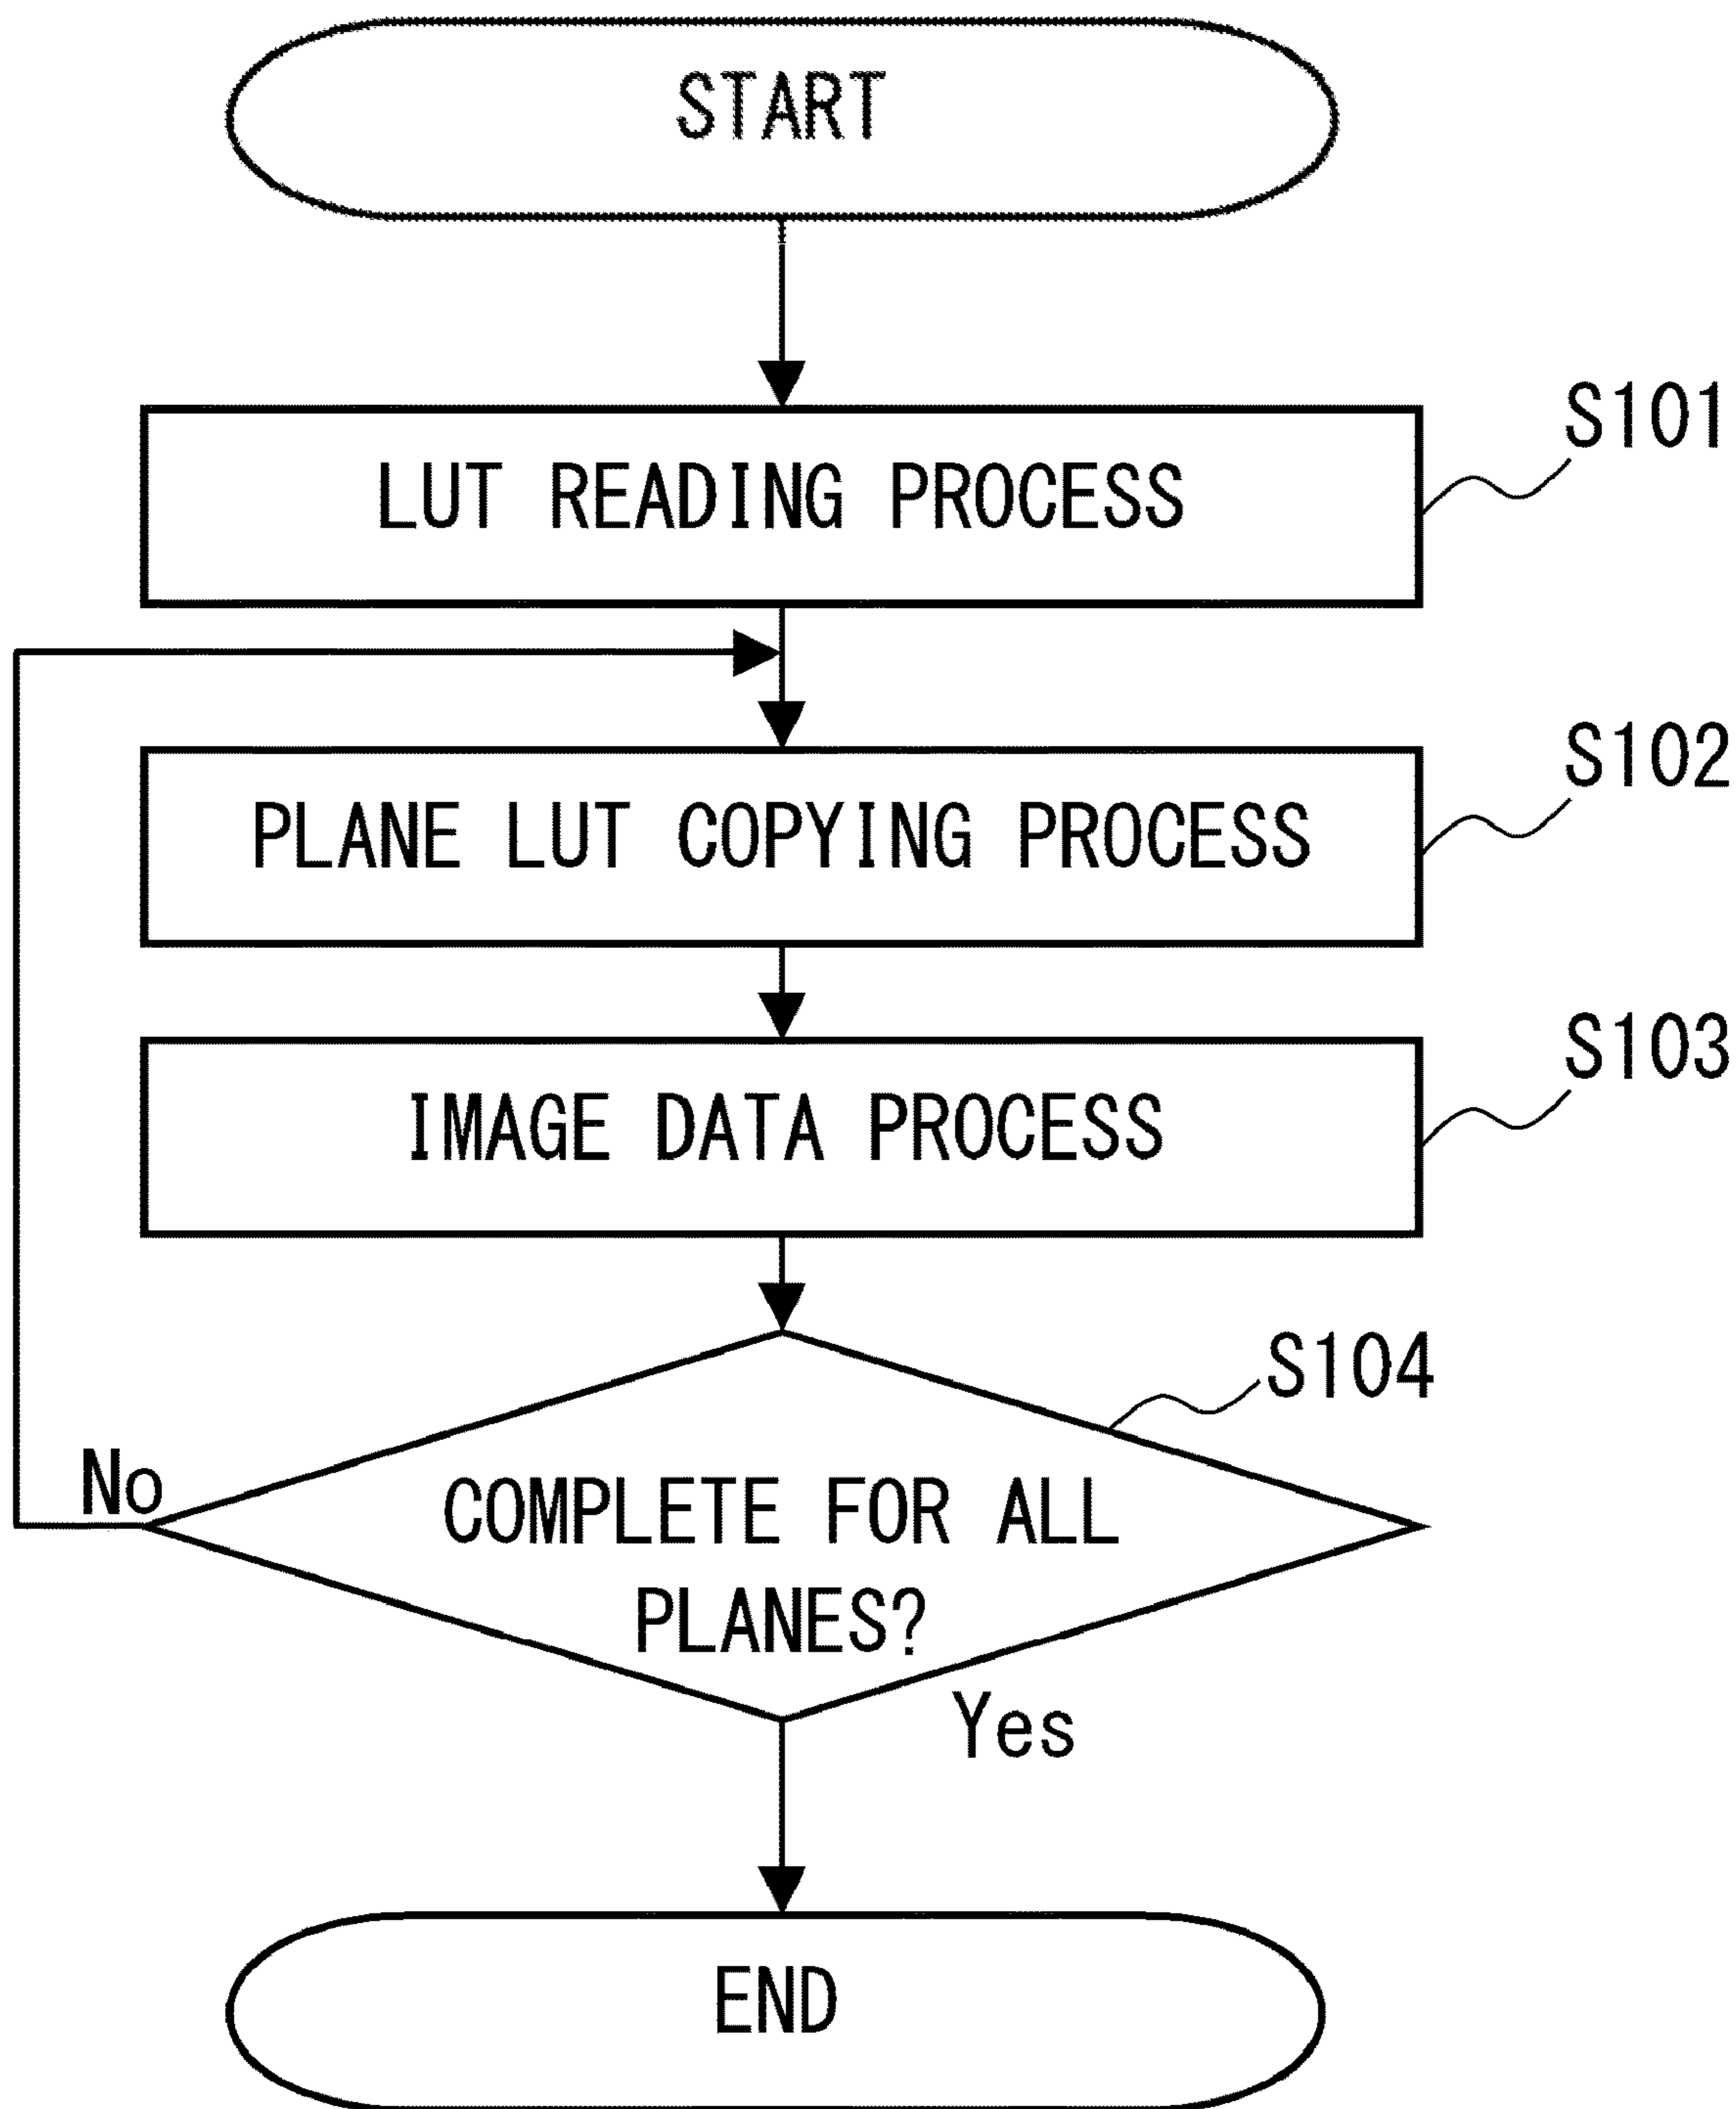 START
S101
LUT READING PROCESS
S102
PLANE LUT COPYING PROCESS
S103
IMAGE DATA PROCESS
S104
No
COMPLETE FOR ALL
PLANES?
Yes
END